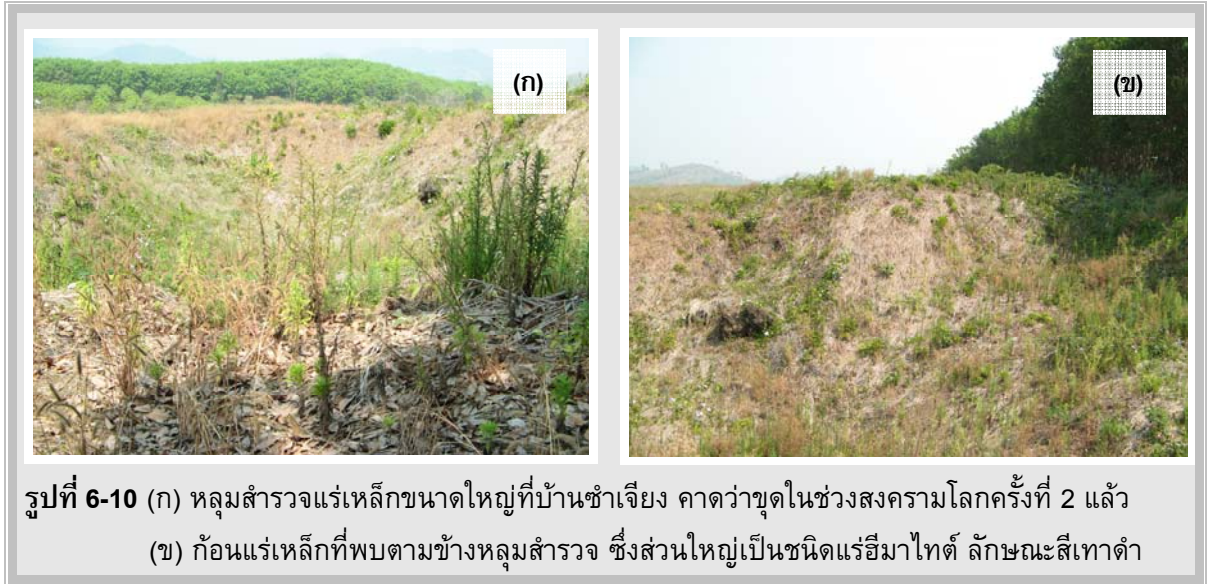 (ก)
(ข)
รูปที่ 6-10 (ก) หลุมสำรวจแร่เหล็กขนาดใหญ่ที่บ้านซำเจียง คาดว่าขุดในช่วงสงครามโลกครั้งที่ 2 แล้ว
(ข) ก้อนแร่เหล็กที่พบตามข้างหลุมสำรวจ ซึ่งส่วนใหญ่เป็นชนิดแร่ฮีมาไทต์ ลักษณะสีเทาดำ